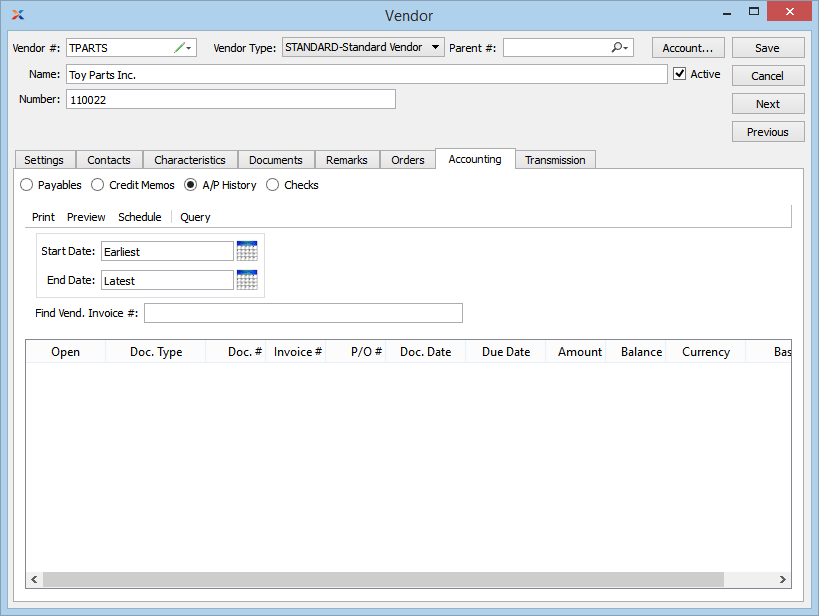 Vendor
Vendor #: TPARTS Vendor Type: STANDARD-Standard Vendor Parent #: Account... Save
Name: Toy Parts Inc. Active Cancel
Number: 110022 Next
Previous
Settings Contacts Characteristics Documents Remarks Orders Accounting Transmission
Payables Credit Memos A/P History Checks
Print Preview Schedule Query
Start Date: Earliest
End Date: Latest
Find Vend. Invoice #:
Open Doc. Type Doc. # Invoice # P/O # Doc. Date Due Date Amount Balance Currency Bas